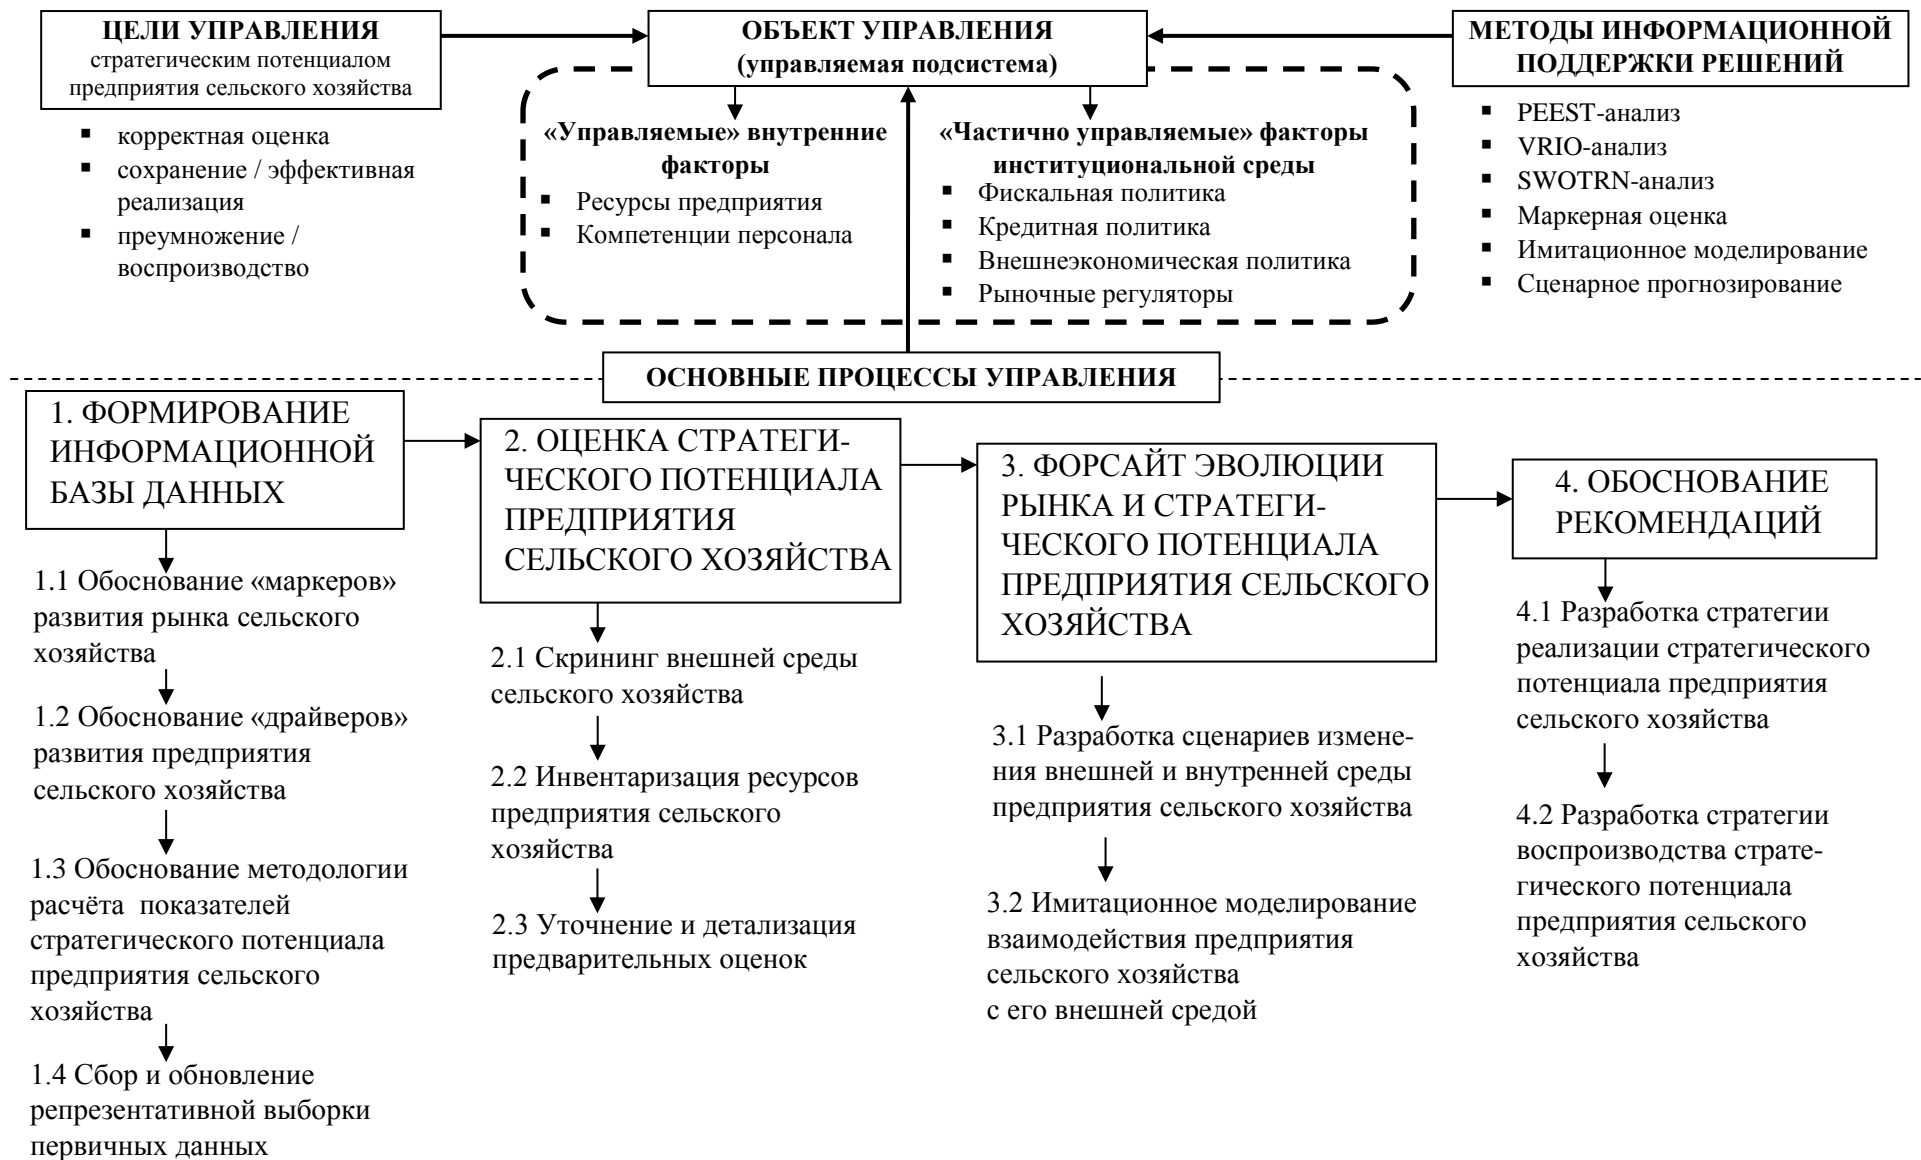 ЦЕЛИ УПРАВЛЕНИЯ
стратегическим потенциалом
предприятия сельского хозяйства
корректная оценка
сохранение / эффективная
реализация
преумножение /
воспроизводство
ОБЪЕКТ УПРАВЛЕНИЯ
(управляемая подсистема)
«Управляемые» внутренние
факторы
Ресурсы предприятия
Компетенции персонала
«Частично управляемые» факторы
институциональной среды
Фискальная политика
Кредитная политика
Внешнеэкономическая политика
Рыночные регуляторы
МЕТОДЫ ИНФОРМАЦИОННОЙ
ПОДДЕРЖКИ РЕШЕНИЙ
PEEST-анализ
VRIO-анализ
SWOTRN-анализ
Маркерная оценка
Имитационное моделирование
Сценарное прогнозирование
ОСНОВНЫЕ ПРОЦЕССЫ УПРАВЛЕНИЯ
1. ФОРМИРОВАНИЕ
ИНФОРМАЦИОННОЙ
БАЗЫ ДАННЫХ
1.1 Обоснование «маркеров»
развития рынка сельского
хозяйства
1.2 Обоснование «драйверов»
развития предприятия
сельского хозяйства
1.3 Обоснование методологии
расчёта показателей
стратегического потенциала
предприятия сельского
хозяйства
1.4 Сбор и обновление
репрезентативной выборки
первичных данных
2. ОЦЕНКА СТРАТЕГИ-
ЧЕСКОГО ПОТЕНЦИАЛА
ПРЕДПРИЯТИЯ
СЕЛЬСКОГО ХОЗЯЙСТВА
2.1 Скрининг внешней среды
сельского хозяйства
2.2 Инвентаризация ресурсов
предприятия сельского
хозяйства
2.3 Уточнение и детализация
предварительных оценок
3. ФОРСАЙТ ЭВОЛЮЦИИ
РЫНКА И СТРАТЕГИ-
ЧЕСКОГО ПОТЕНЦИАЛА
ПРЕДПРИЯТИЯ СЕЛЬСКОГО
ХОЗЯЙСТВА
3.1 Разработка сценариев измене-
ния внешней и внутренней среды
предприятия сельского хозяйства
3.2 Имитационное моделирование
взаимодействия предприятия
сельского хозяйства
с его внешней средой
4. ОБОСНОВАНИЕ
РЕКОМЕНДАЦИЙ
4.1 Разработка стратегии
реализации стратегического
потенциала предприятия
сельского хозяйства
4.2 Разработка стратегии
воспроизводства страте-
гического потенциала
предприятия сельского
хозяйства